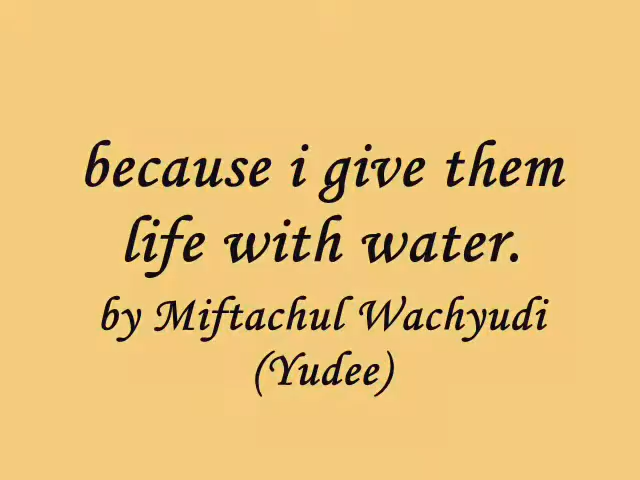 because i give them
life with water.
by Miftachul Wachyudi
(Yudee)